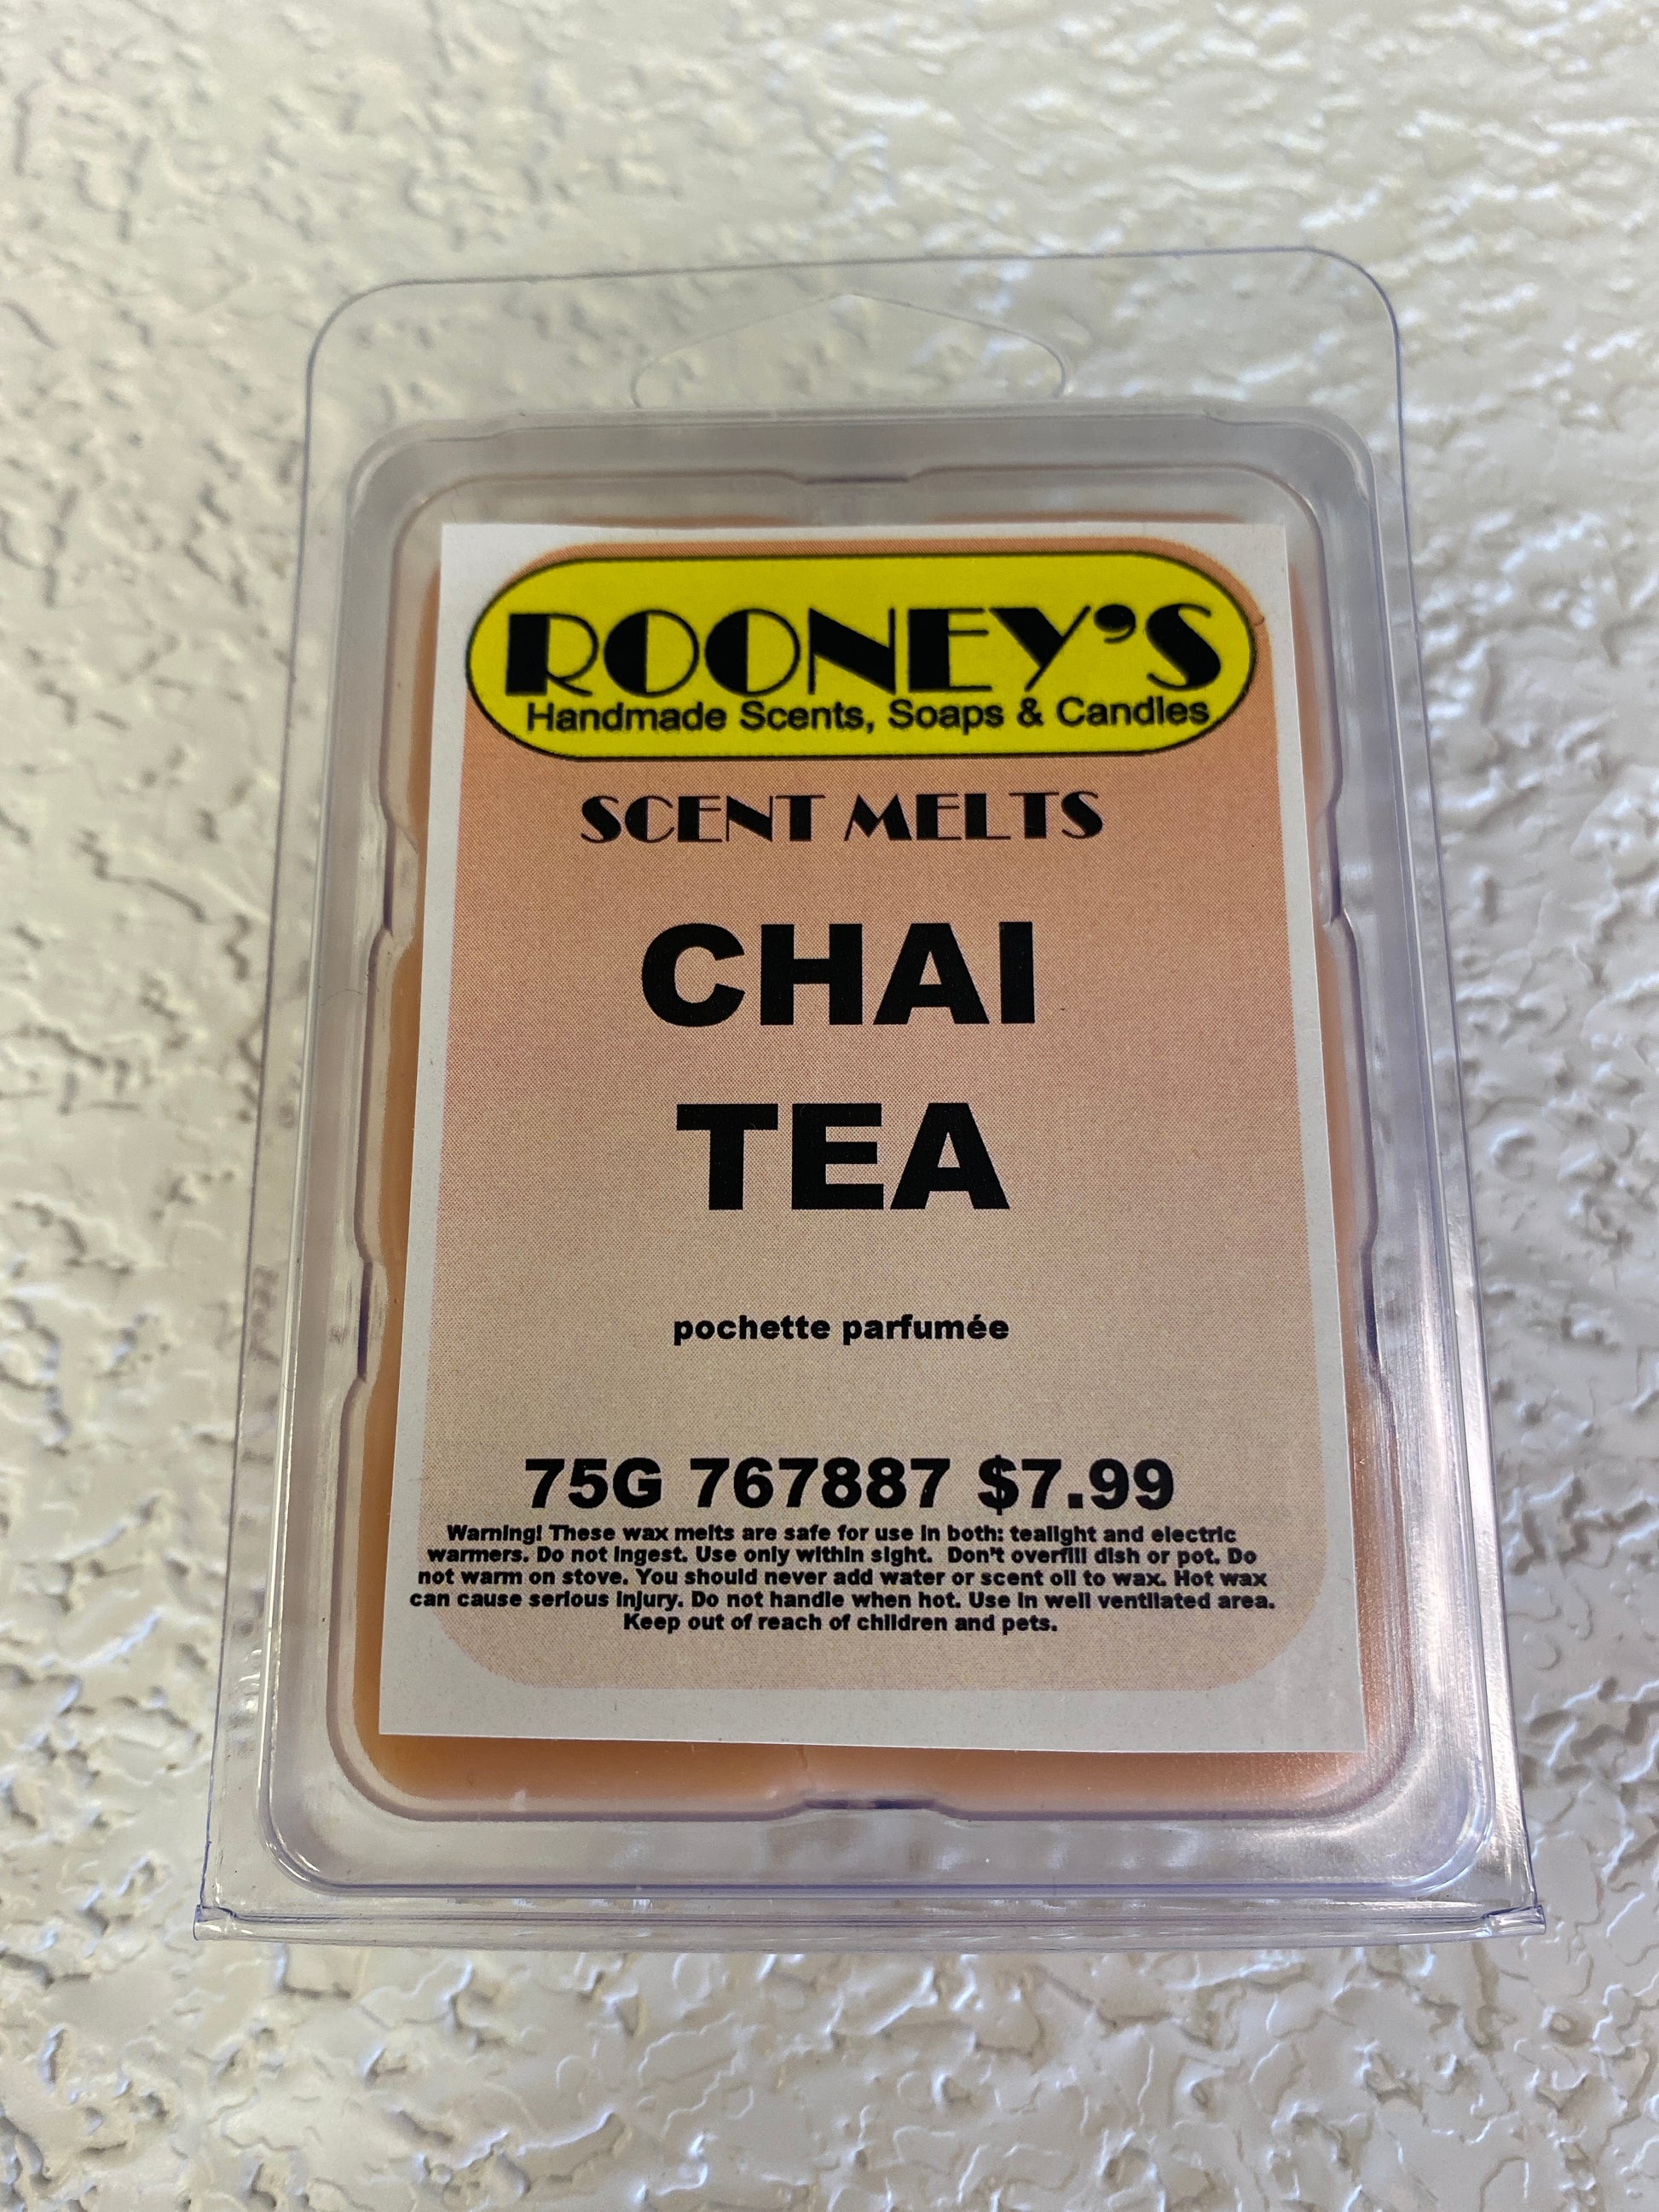 ROONEY'S
Handmade Scents, Soaps & Candles
SCENT MELTS
CHAI
TEA
pochette parfumée
75G 767887 $7.99
Warning! These wax melts are safe for use in both: tealight and electric
warmers. Do not ingest. Use only within sight. Don't overfill dish or pot. Do
not warm on stove. You should never add water or scent oil to wax. Hot wax
can cause serious injury. Do not handle when hot. Use in well ventilated area.
Keep out of reach of children and pets.